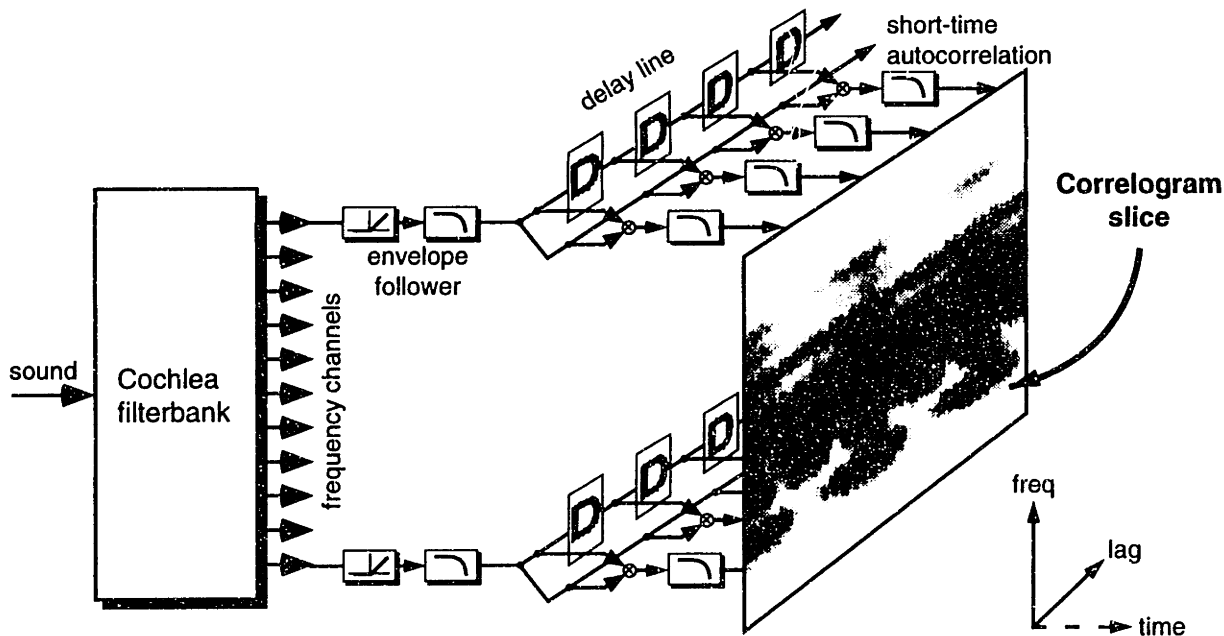 short-time
autocorrelation
delay line
D
D
D
D
Correlogram
slice
envelope
follower
frequency channels
sound
Cochlea
filterbank
D
D
D
freq
lag
time